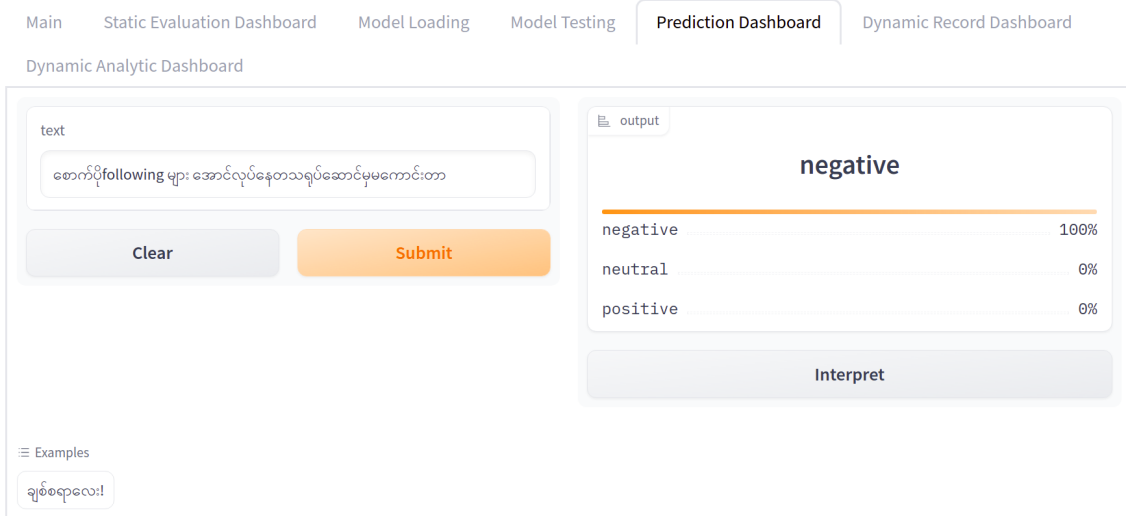 Main Static Evaluation Dashboard Model Loading Model Testing Prediction Dashboard Dynamic Record Dashboard
Dynamic Analytic Dashboard
text
စောက်ပိုfollowing များ အောင်လုပ်နေတသရုပ်ဆောင်မှမကောင်းတာ
Clear Submit
output
negative
negative 100%
neutral 0%
positive 0%
Interpret
Examples
ချစ်စရာလေး!